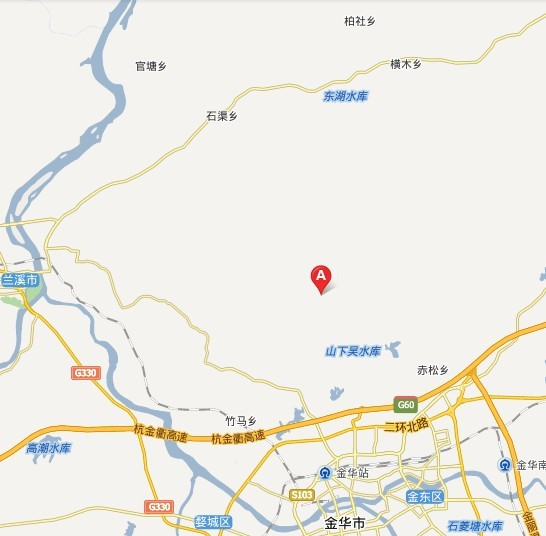 柏社乡
官塘乡
横木乡
东湖水库
石渠乡
A
兰溪市
山下吴水库
赤松乡
G330
G60
竹马乡
二环北路
杭金衢高速
杭金衢高速
高潮水库
金华站
金华南
S103
金东区
G330
婺城区
金华市
石菱塘水库
金丽